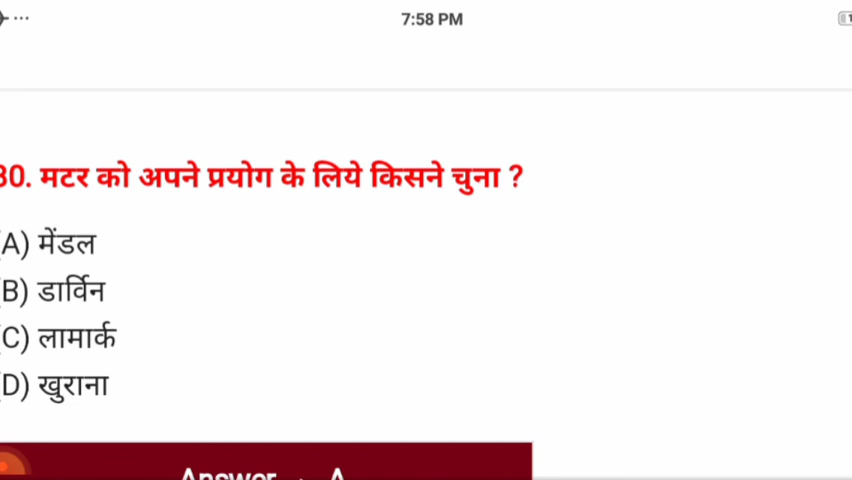 7:58 PM
30. मटर को अपने प्रयोग के लिये किसने चुना ?
(A) मेंडल
(B) डार्विन
(C) लामार्क
(D) खुराना
Answer : A